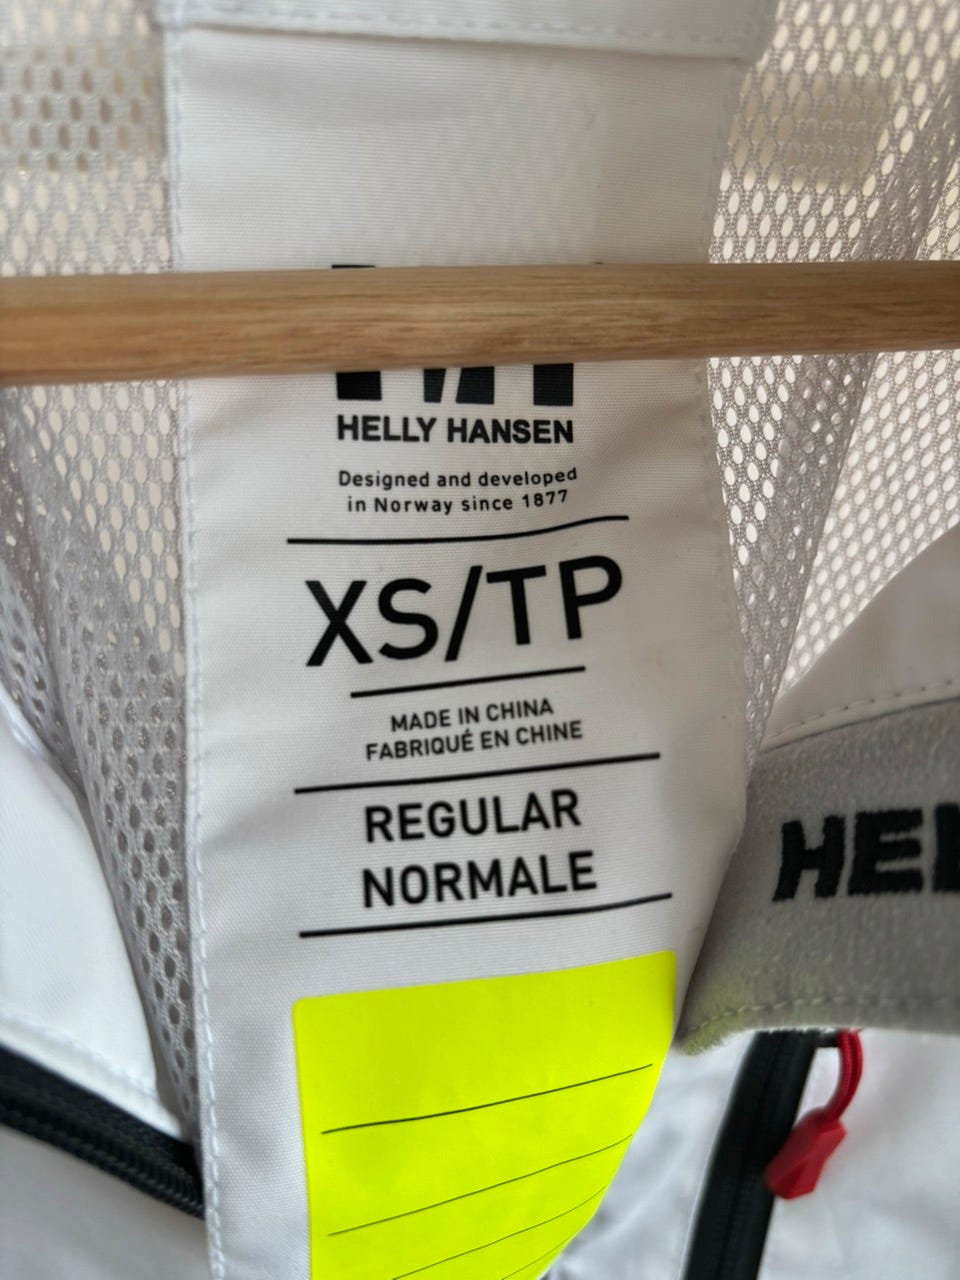 HELLY HANSEN
Designed and developed
in Norway since 1877
XS/TP
MADE IN CHINA
FABRIQUÉ EN CHINE
REGULAR
NORMALE
HEL